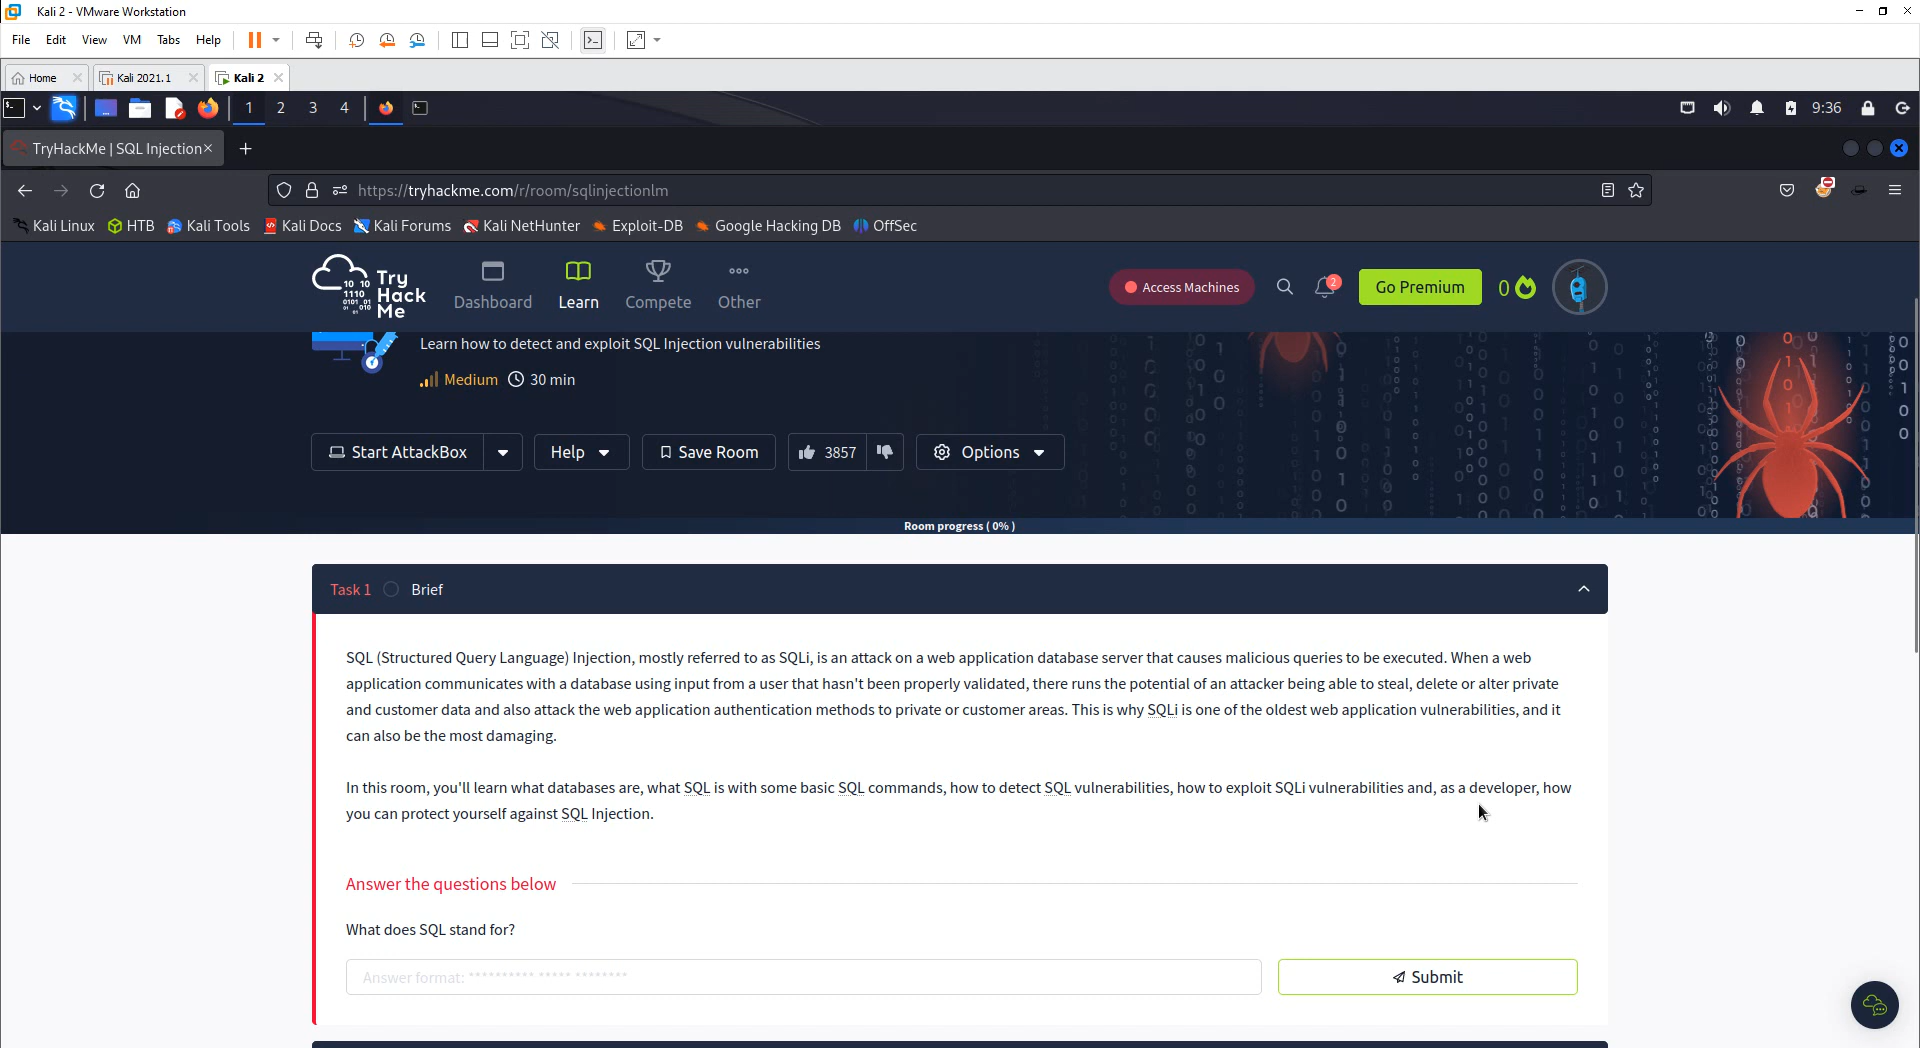 Kali 2 - VMware Workstation
File Edit View VM Tabs Help
Home Kali 2021.1 Kali 2
1 2 3 4 9:36
TryHackMe | SQL Injection
https://tryhackme.com/r/room/sqlinjectionlm
Kali Linux HTB Kali Tools Kali Docs Kali Forums Kali NetHunter Exploit-DB Google Hacking DB OffSec
Try Hack Me
Dashboard Learn Compete Other
Access Machines 2 Go Premium 0
Learn how to detect and exploit SQL Injection vulnerabilities
Medium 30 min
Start AttackBox Help Save Room 3857 Options
Room progress ( 0% )
Task 1 Brief
SQL (Structured Query Language) Injection, mostly referred to as SQLi, is an attack on a web application database server that causes malicious queries to be executed. When a web
application communicates with a database using input from a user that hasn't been properly validated, there runs the potential of an attacker being able to steal, delete or alter private
and customer data and also attack the web application authentication methods to private or customer areas. This is why SQLi is one of the oldest web application vulnerabilities, and it
can also be the most damaging.
In this room, you'll learn what databases are, what SQL is with some basic SQL commands, how to detect SQL vulnerabilities, how to exploit SQLi vulnerabilities and, as a developer, how
you can protect yourself against SQL Injection.
Answer the questions below
What does SQL stand for?
Answer format: ********** ***** ********
Submit